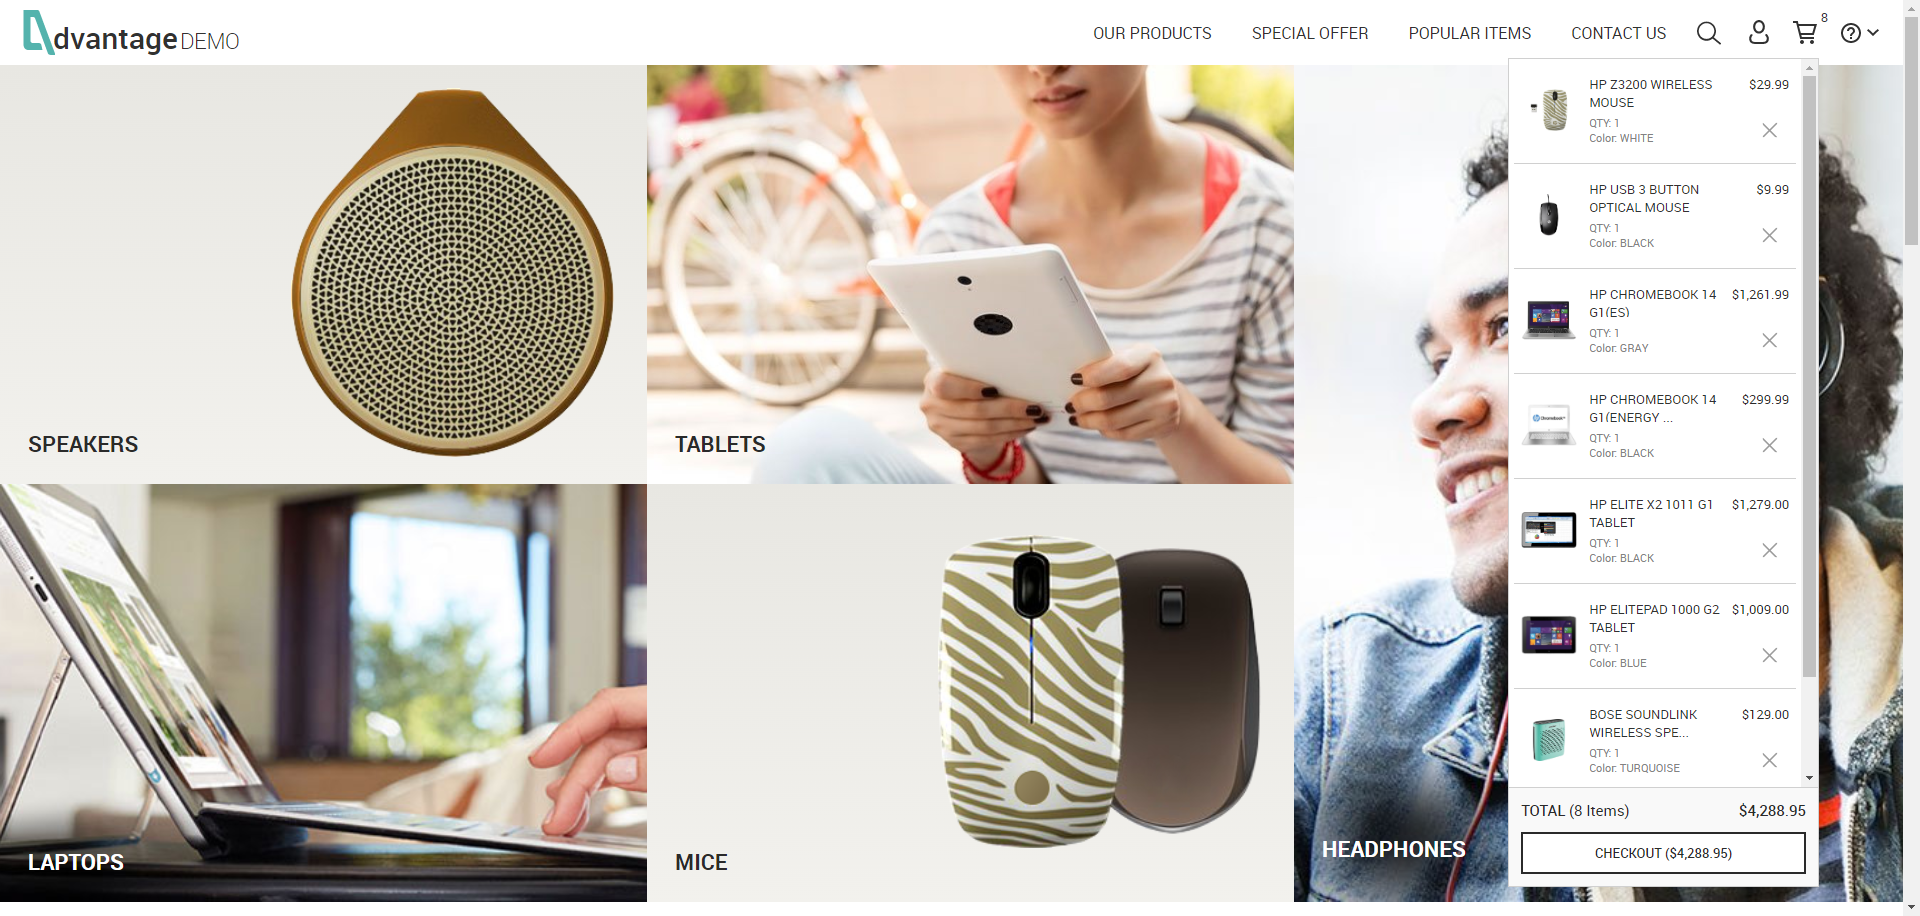 dvantage DEMO
OUR PRODUCTS
SPECIAL OFFER
POPULAR ITEMS
CONTACT US
8
HP Z3200 WIRELESS
MOUSE
$29.99
QTY: 1
Color: WHITE
HP USB 3 BUTTON
OPTICAL MOUSE
$9.99
QTY: 1
Color: BLACK
HP CHROMEBOOK 14
G1(ES)
$1,261.99
QTY: 1
Color: GRAY
HP CHROMEBOOK 14
G1(ENERGY ...
$299.99
QTY: 1
Color: BLACK
HP ELITE X2 1011 G1
TABLET
$1,279.00
QTY: 1
Color: BLACK
HP ELITEPAD 1000 G2
TABLET
$1,009.00
QTY: 1
Color: BLUE
BOSE SOUNDLINK
WIRELESS SPE...
$129.00
QTY: 1
Color: TURQUOISE
TOTAL (8 Items)
$4,288.95
CHECKOUT ($4,288.95)
SPEAKERS
TABLETS
LAPTOPS
MICE
HEADPHONES